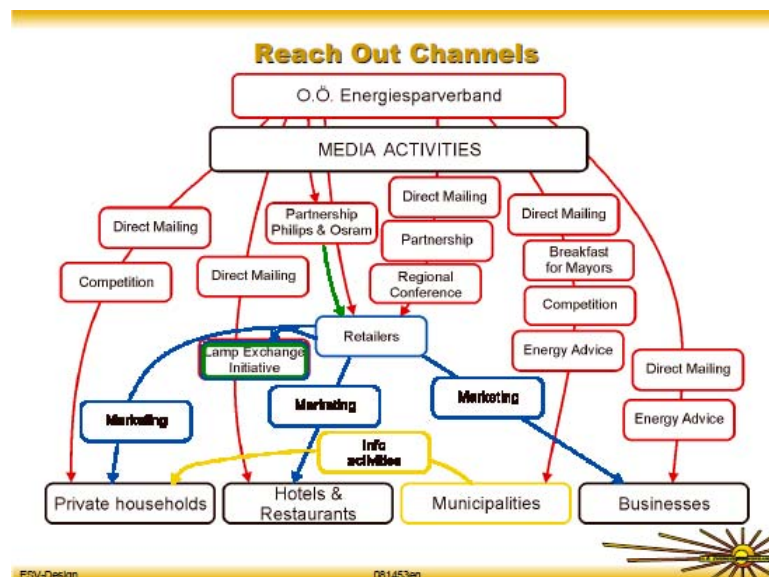 Reach Out Channels
O.Ö. Energiesparverband
MEDIA ACTIVITIES
Direct Mailing
Competition
Direct Mailing
Partnership
Philips & Osram
Direct Mailing
Partnership
Regional
Conference
Direct Mailing
Breakfast
for Mayors
Competition
Energy Advice
Retailers
Lamp Exchange
Initiative
Direct Mailing
Energy Advice
Marketing
Marketing
Marketing
Info
activities
Private households
Hotels &
Restaurants
Municipalities
Businesses
ESV-Design
081453en